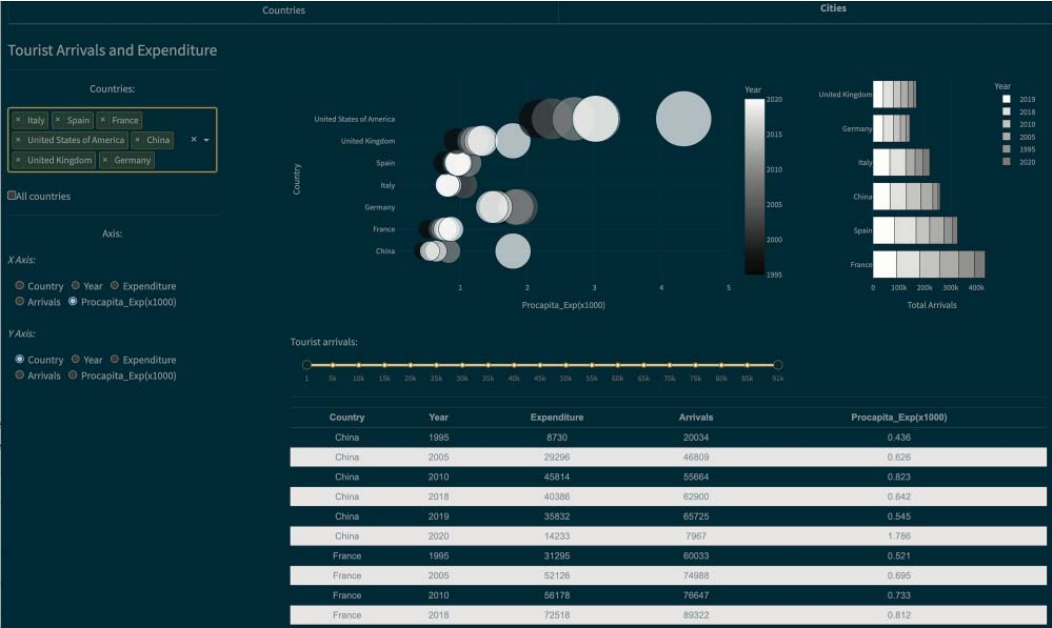 Countries
Cities
Tourist Arrivals and Expenditure
Countries:
× Italy × Spain × France
× United States of America × China ×
× United Kingdom × Germany
All countries
Axis:
X Axis:
Country Year Expenditure
Arrivals Procapita_Exp(x1000)
Y Axis:
Country Year Expenditure
Arrivals Procapita_Exp(x1000)
Country
United States of America
United Kingdom
Spain
Italy
Germany
France
China
1 2 3 4 5
Procapita_Exp(x1000)
Year
2020
2015
2010
2005
2000
1995
United Kingdom
Germany
Italy
China
Spain
France
0 100k 200k 300k 400k
Total Arrivals
Year
2019
2018
2010
2005
1995
2020
Tourist arrivals:
1 5k 10k 15k 20k 25k 30k 35k 40k 45k 50k 55k 60k 65k 70k 75k 80k 85k 91k
Country Year Expenditure Arrivals Procapita_Exp(x1000)
China 1995 8730 20034 0.436
China 2005 29296 46809 0.626
China 2010 45814 55664 0.823
China 2018 40386 62900 0.642
China 2019 35832 65725 0.545
China 2020 14233 7967 1.786
France 1995 31295 60033 0.521
France 2005 52126 74988 0.695
France 2010 56178 76647 0.733
France 2018 72518 89322 0.812